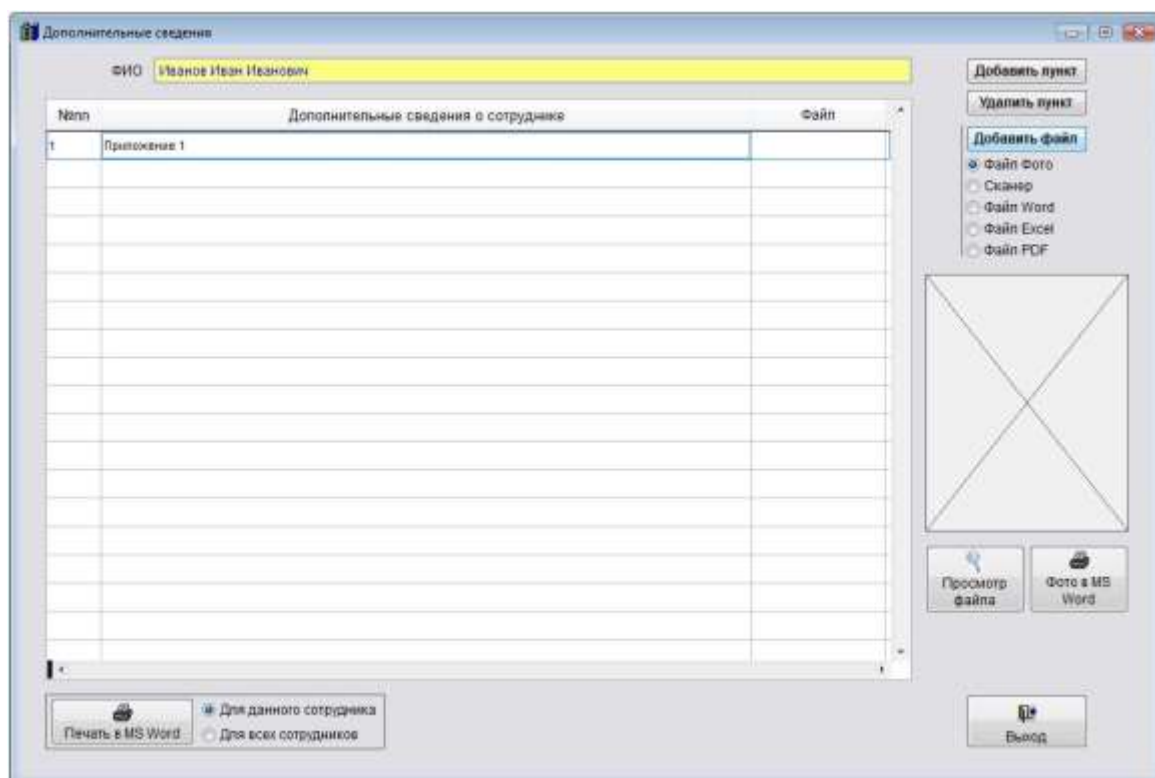 Дополнительные сведения
ФИО Иванов Иван Иванович
№пп Дополнительные сведения о сотруднике Файл
1 Приложение 1
Добавить пункт
Удалить пункт
Добавить файл
Файл Фото
Сканер
Файл Word
Файл Excel
Файл PDF
Просмотр
файла
Фото в MS
Word
Печать в MS Word
Для данного сотрудника
Для всех сотрудников
Выход